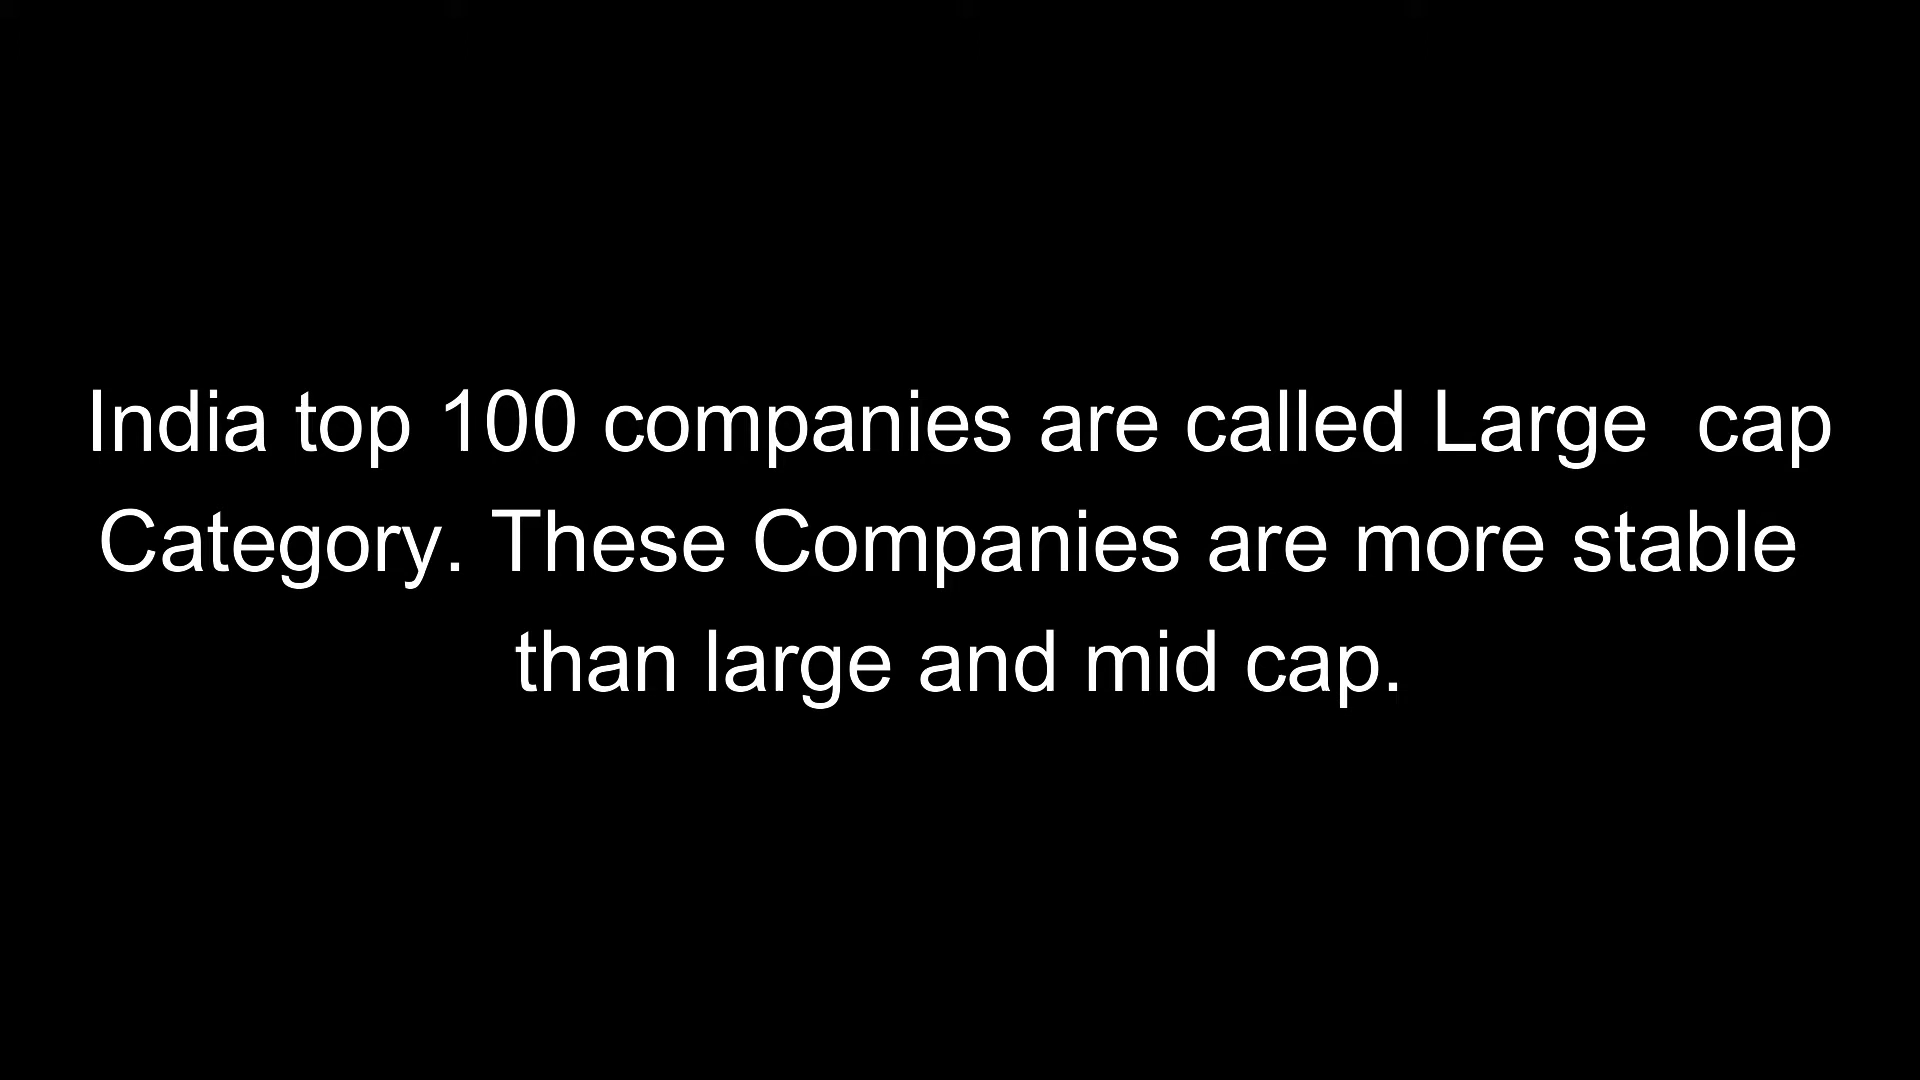 India top 100 companies are called Large  cap
Category. These Companies are more stable
than large and mid cap.